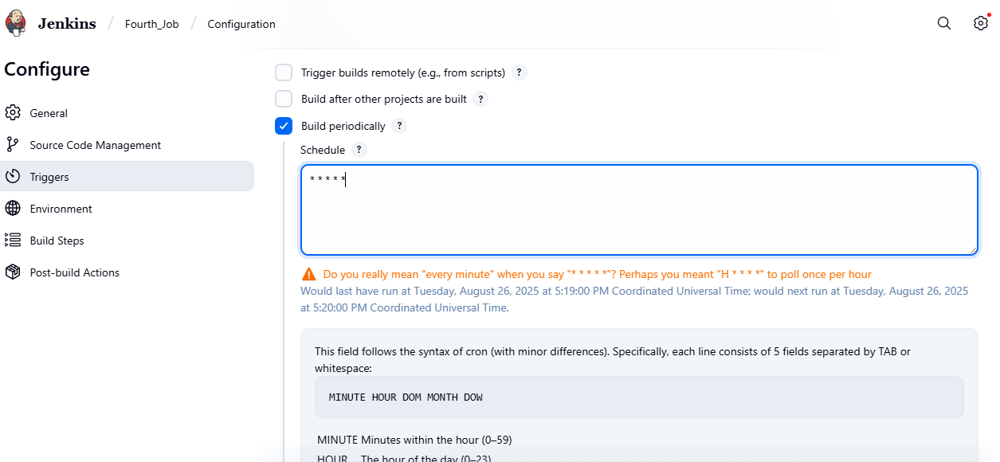 Jenkins / Fourth_Job / Configuration
Configure
General
Source Code Management
Triggers
Environment
Build Steps
Post-build Actions
Trigger builds remotely (e.g., from scripts) ?
Build after other projects are built ?
Build periodically ?
Schedule ?
* * * * *
Do you really mean "every minute" when you say "* * * * *"? Perhaps you meant "H * * * *" to poll once per hour
Would last have run at Tuesday, August 26, 2025 at 5:19:00 PM Coordinated Universal Time; would next run at Tuesday, August 26, 2025
at 5:20:00 PM Coordinated Universal Time.
This field follows the syntax of cron (with minor differences). Specifically, each line consists of 5 fields separated by TAB or
whitespace:
MINUTE HOUR DOM MONTH DOW
MINUTE Minutes within the hour (0–59)
HOUR The hour of the day (0–23)